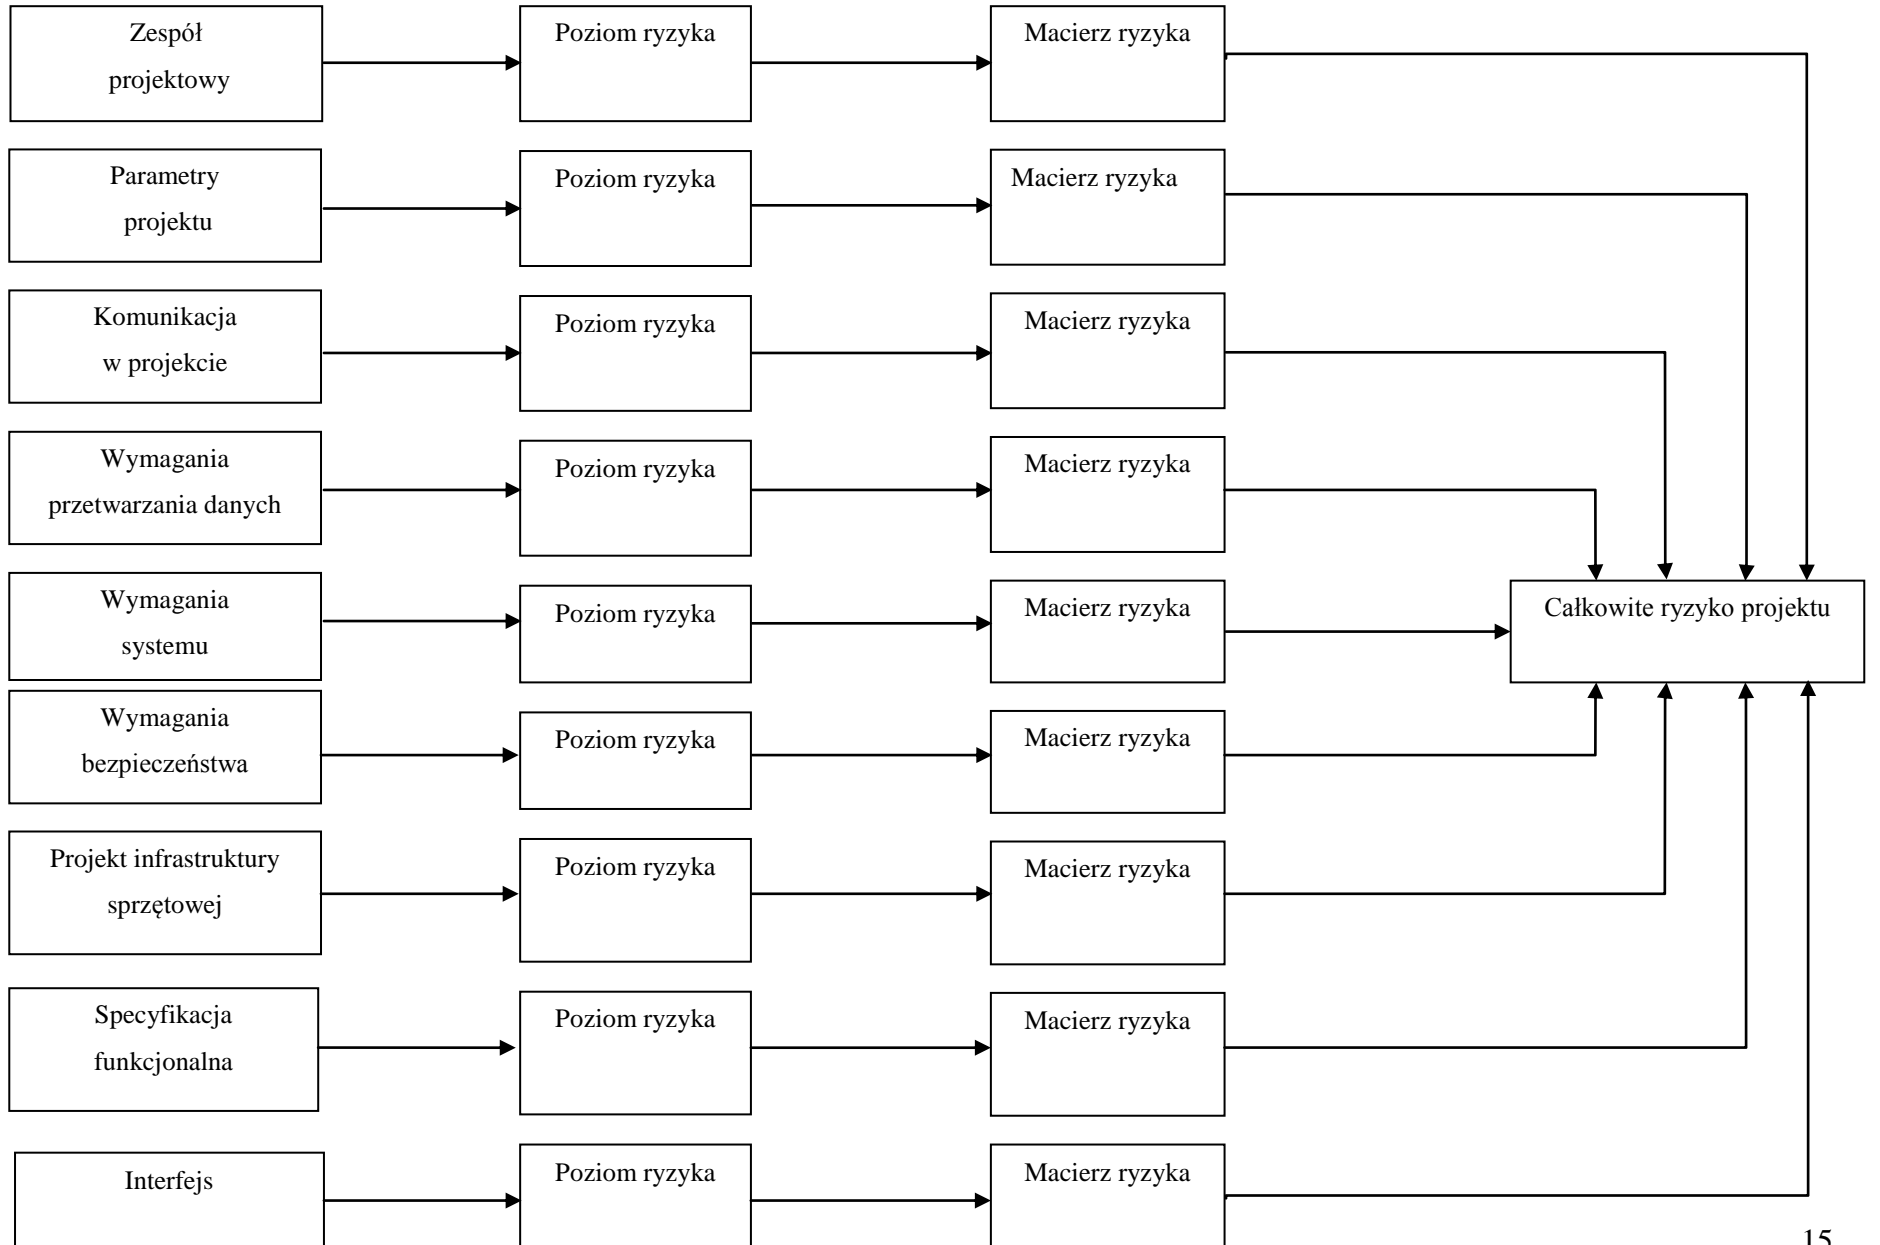 Zespół
projektowy
Poziom ryzyka
Macierz ryzyka
Parametry
projektu
Poziom ryzyka
Macierz ryzyka
Komunikacja
w projekcie
Poziom ryzyka
Macierz ryzyka
Wymagania
przetwarzania danych
Poziom ryzyka
Macierz ryzyka
Wymagania
systemu
Poziom ryzyka
Macierz ryzyka
Całkowite ryzyko projektu
Wymagania
bezpieczeństwa
Poziom ryzyka
Macierz ryzyka
Projekt infrastruktury
sprzętowej
Poziom ryzyka
Macierz ryzyka
Specyfikacja
funkcjonalna
Poziom ryzyka
Macierz ryzyka
Interfejs
Poziom ryzyka
Macierz ryzyka
15